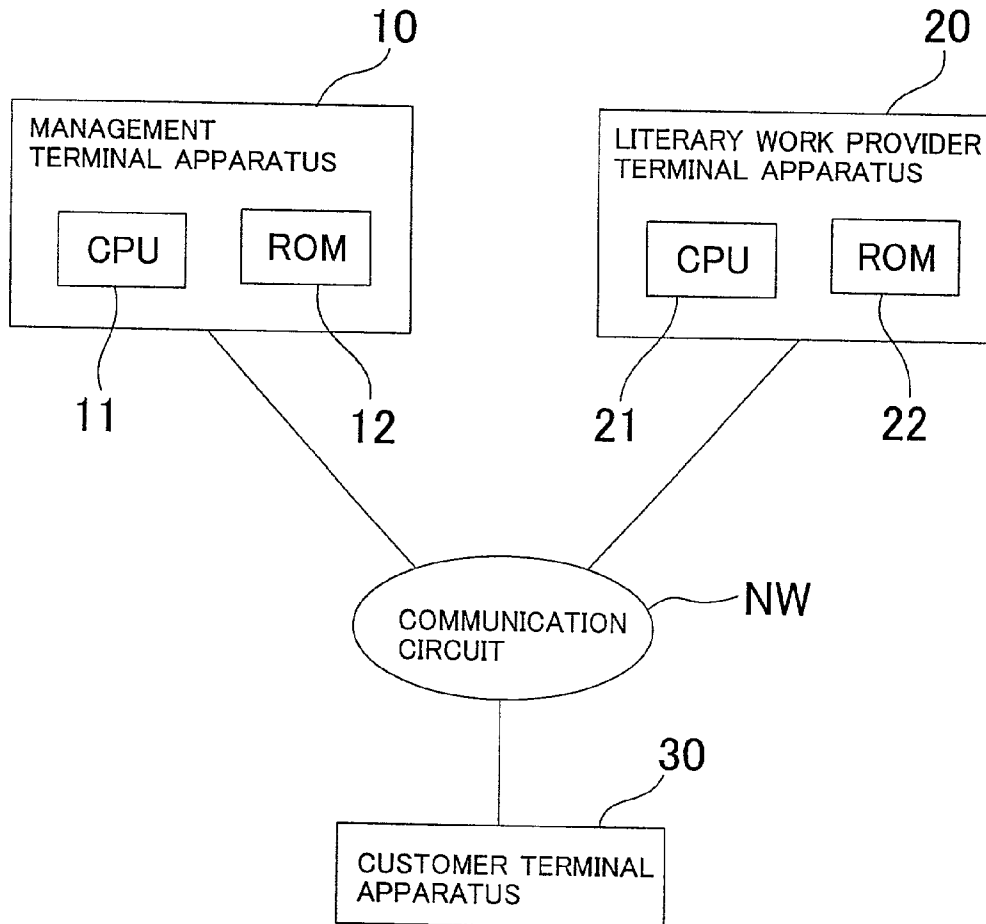 10
20
MANAGEMENT
TERMINAL APPARATUS
LITERARY WORK PROVIDER
TERMINAL APPARATUS
CPU
ROM
CPU
ROM
11
12
21
22
COMMUNICATION
CIRCUIT
NW
30
CUSTOMER TERMINAL
APPARATUS